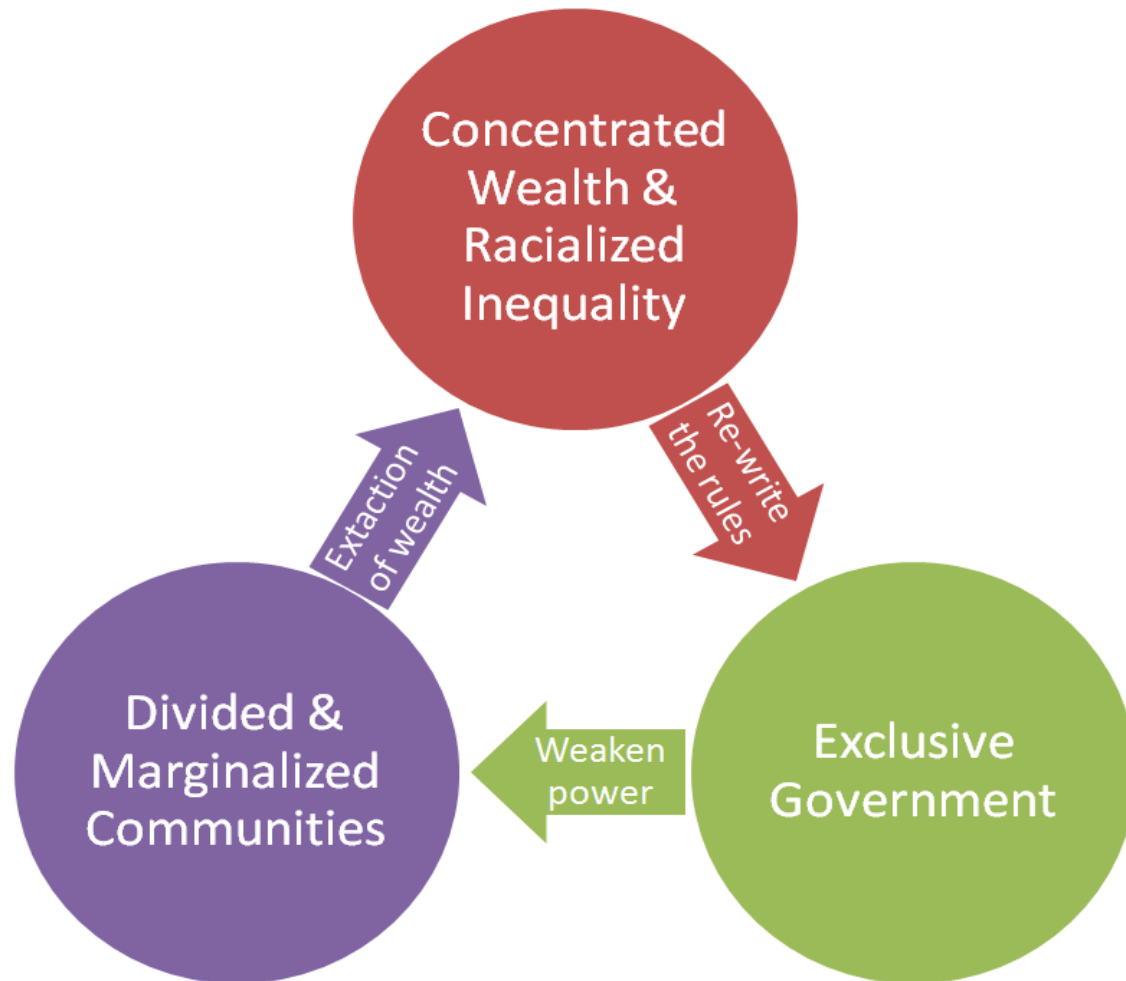 Concentrated
Wealth &
Racialized
Inequality
Re-write
the rules
Exclusive
Government
Weaken
power
Divided &
Marginalized
Communities
Extaction
of wealth